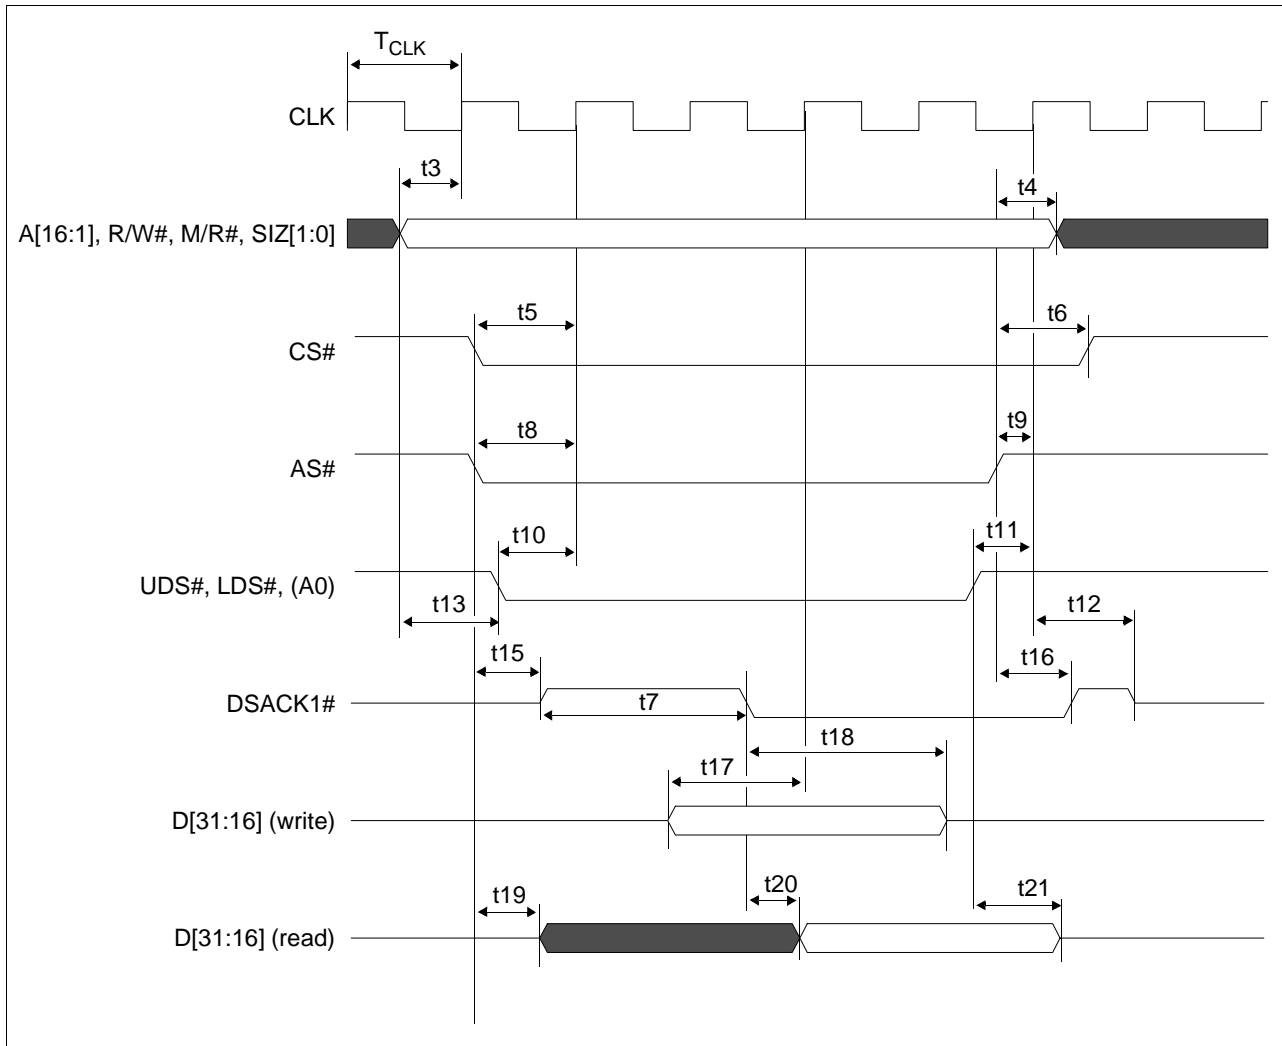 TCLK
CLK
t3
t4
A[16:1], R/W#, M/R#, SIZ[1:0]
t5
t6
CS#
t8
t9
AS#
t10
t11
UDS#, LDS#, (A0)
t13
t12
t15
t16
DSACK1#
t7
t18
t17
D[31:16] (write)
t19
t20
t21
D[31:16] (read)